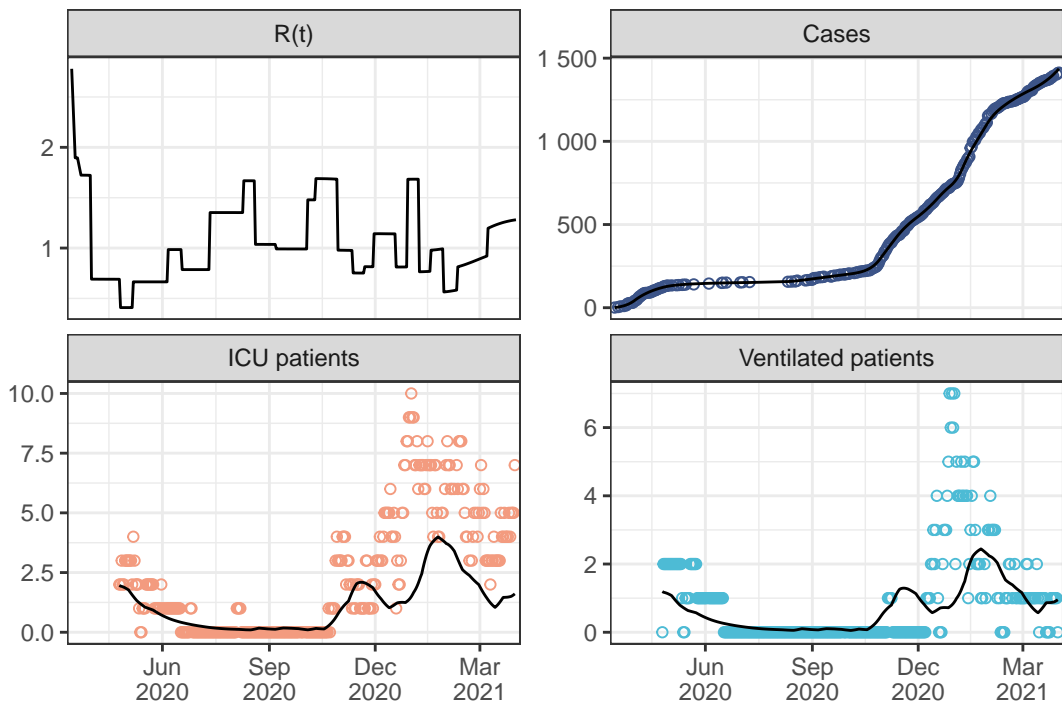 R(t)
Cases
2
1
1 500
1 000
500
0
ICU patients
Ventilated patients
10.0
7.5
5.0
2.5
0.0
6
4
2
0
Jun Sep Dec Mar
2020 2020 2020 2021
Jun Sep Dec Mar
2020 2020 2020 2021